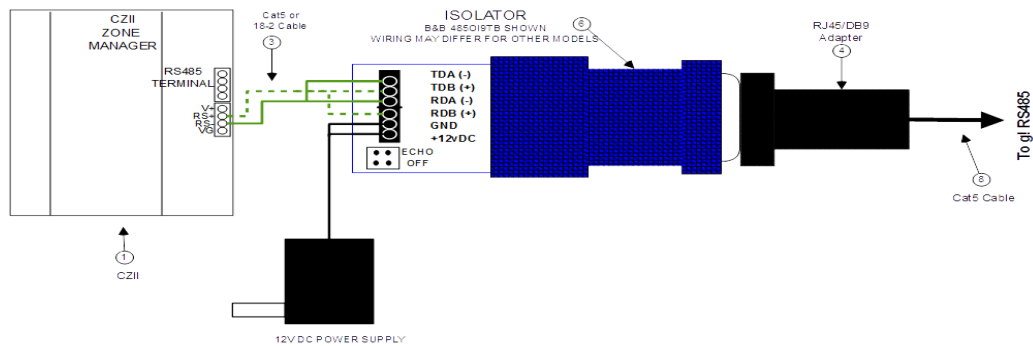 CZII
ZONE
MANAGER
RS485
TERMINAL
V+
RS+
RS-
VG
1
CZII
Cat5 or
18-2 Cable
3
ISOLATOR
B&B 485OI9TB SHOWN
WIRING MAY DIFFER FOR OTHER MODELS
6
TDA (-)
TDB (+)
RDA (-)
RDB (+)
GND
+12vDC
ECHO
OFF
12V DC POWER SUPPLY
RJ45/DB9
Adapter
4
To gl RS485
8
Cat5 Cable